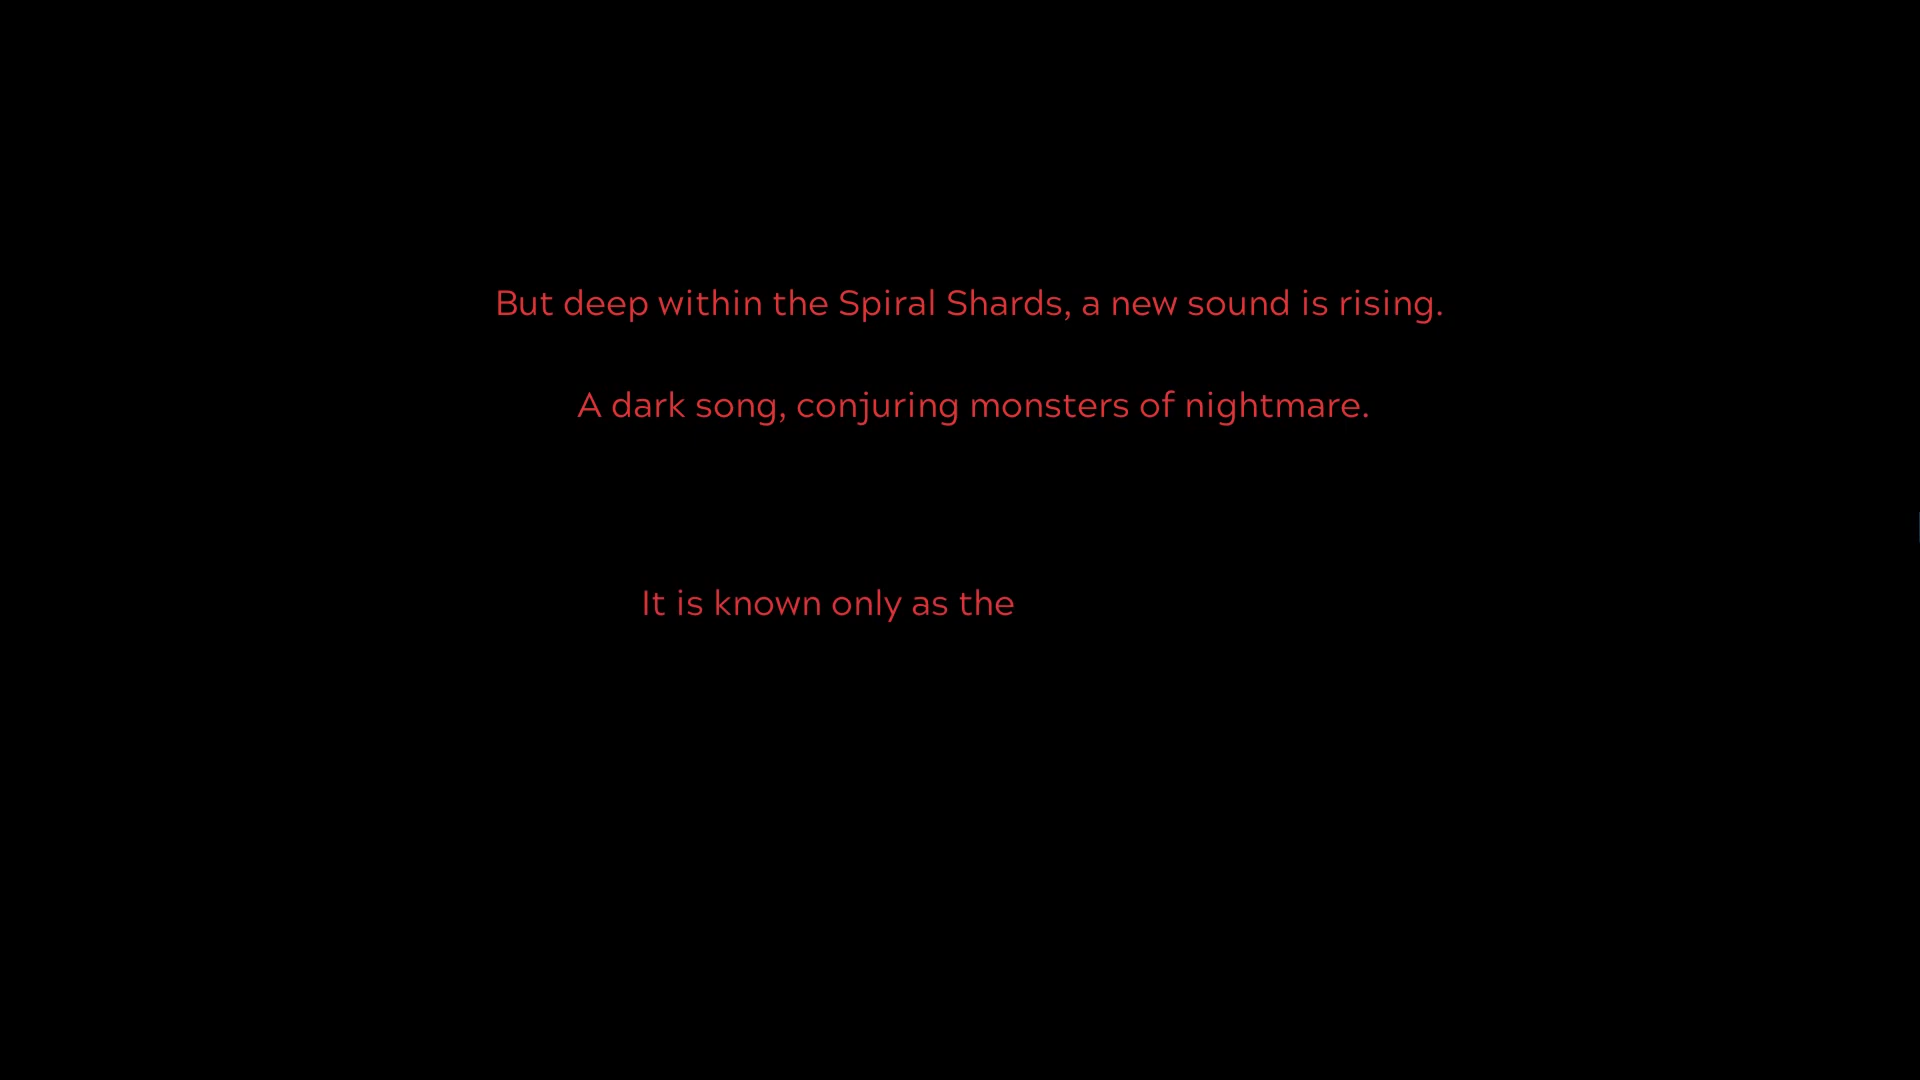 But deep within the Spiral Shards, a new sound is rising.
A dark song, conjuring monsters of nightmare.
It is known only as the